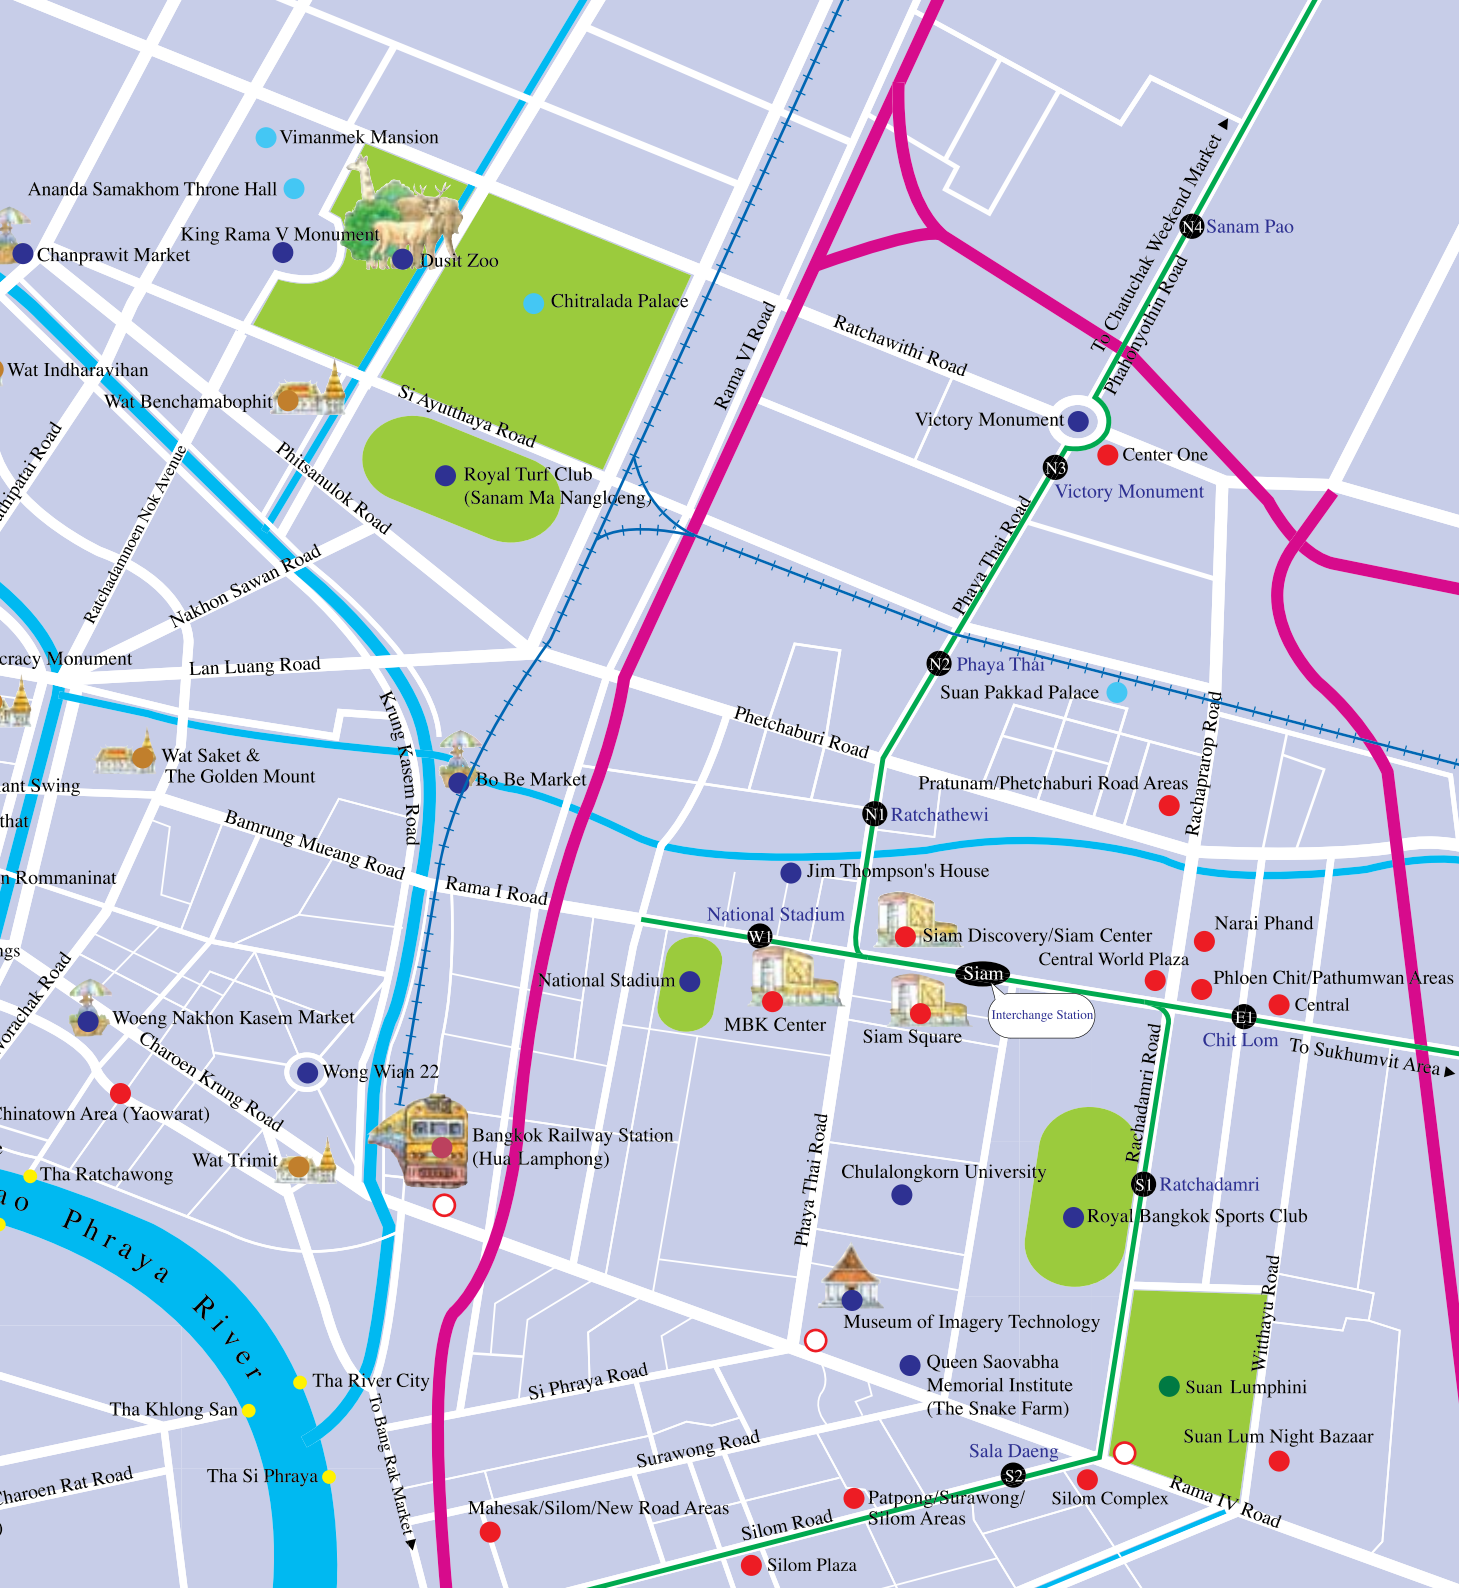 Vimanmek Mansion
Ananda Samakhom Throne Hall
King Rama V Monument
Chanprawit Market
Dusit Zoo
Chitralada Palace
To Chatuchak Weekend Market
N4
Sanam Pao
Phahonyothin Road
Rama VI Road
Ratchawithi Road
Wat Indharavihan
Wat Benchamabophit
Si Ayutthaya Road
Victory Monument
Center One
N3
Victory Monument
Royal Turf Club
(Sanam Ma Nangloeng)
Phitsanulok Road
Ratchadamnoen Nok Avenue
athipatai Road
Nakhon Sawan Road
Phaya Thai Road
cracy Monument
Lan Luang Road
N2
Phaya Thai
Suan Pakkad Palace
Krung Kasem Road
Phetchaburi Road
Rachaprarop Road
Wat Saket &
The Golden Mount
Bo Be Market
Pratunam/Phetchaburi Road Areas
iant Swing
that
N1
Ratchathewi
Bamrung Mueang Road
n Rommaninat
Rama I Road
Jim Thompson's House
National Stadium
W1
Siam Discovery/Siam Center
Narai Phand
Central World Plaza
ngs
vorachak Road
National Stadium
Siam
Phloen Chit/Pathumwan Areas
Central
Interchange Station
E1
Chit Lom
To Sukhumvit Area
Woeng Nakhon Kasem Market
MBK Center
Siam Square
Charoen Krung Road
Wong Wian 22
Rachadamri Road
Chinatown Area (Yaowarat)
Bangkok Railway Station
(Hua Lamphong)
Wat Trimit
Tha Ratchawong
Phaya Thai Road
Chulalongkorn University
S1
Ratchadamri
Royal Bangkok Sports Club
ao Phraya River
Museum of Imagery Technology
Witthayu Road
Queen Saovabha
Memorial Institute
(The Snake Farm)
Si Phraya Road
Tha River City
Tha Khlong San
To Bang Rak Market
Suan Lumphini
Suan Lum Night Bazaar
Surawong Road
Sala Daeng
S2
Tha Si Phraya
Charoen Rat Road
Silom Complex
Rama IV Road
Mahesak/Silom/New Road Areas
Patpong/Surawong/
Silom Areas
Silom Road
Silom Plaza
)